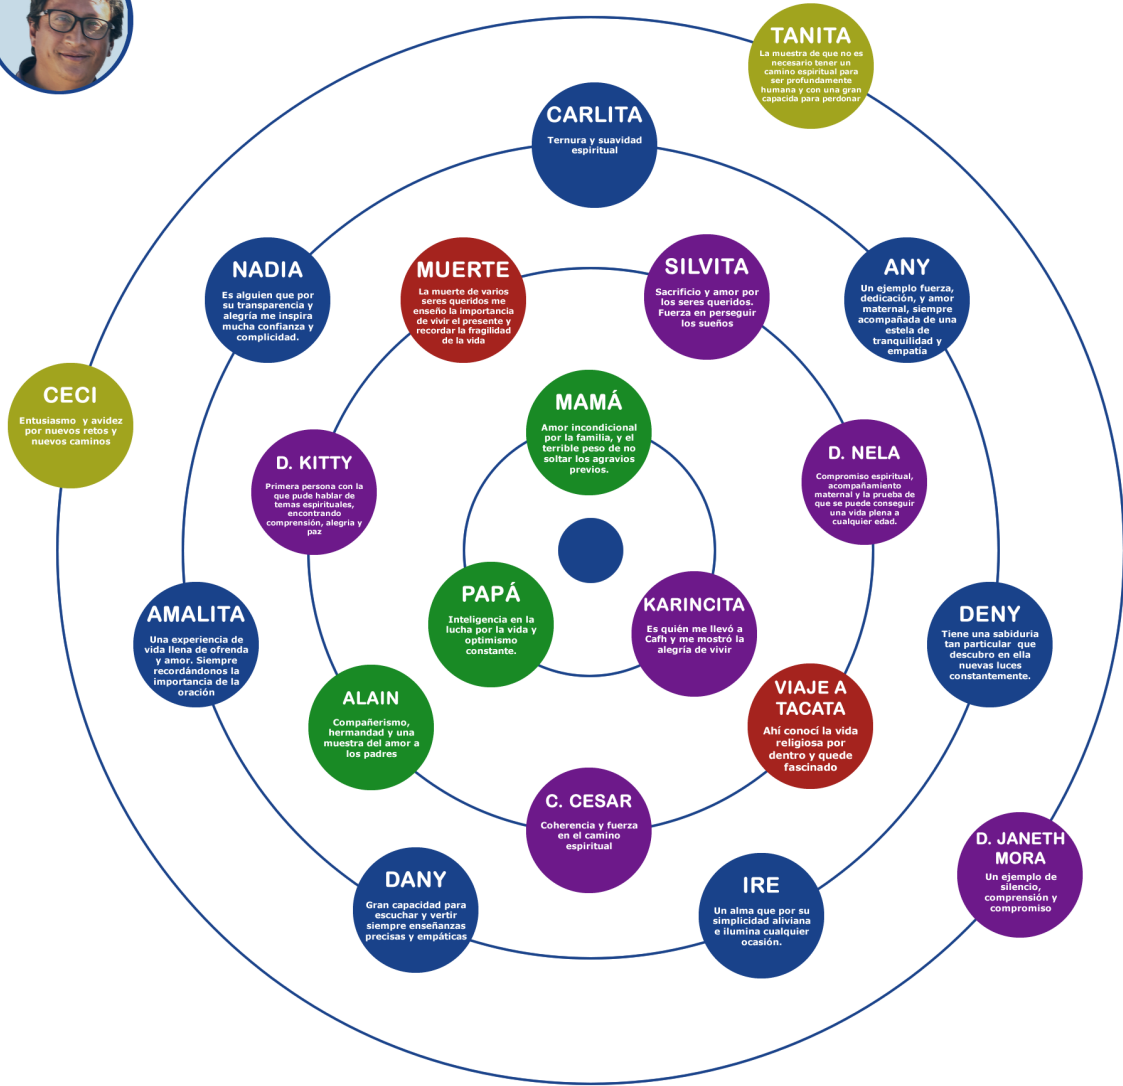 TANITA
La muestra de que no es
necesario tener un
camino espiritual para
ser profundamente
humana y con una gran
capacida para perdonar
CARLITA
Ternura y suavidad
espiritual
NADIA
Es alguien que por
su transparencia y
alegría me inspira
mucha confianza y
complicidad.
MUERTE
La muerte de varios
seres queridos me
enseño la importancia
de vivir el presente y
recordar la fragilidad
de la vida
SILVITA
Sacrificio y amor por
los seres queridos.
Fuerza en perseguir
los sueños
ANY
Un ejemplo fuerza,
dedicación, y amor
maternal, siempre
acompañada de una
estela de
tranquilidad y
empatía
CECI
Entusiasmo y avidez
por nuevos retos y
nuevos caminos
MAMÁ
Amor incondicional
por la familia, y el
terrible peso de no
soltar los agravios
previos.
D. KITTY
Primera persona con la
que pude hablar de
temas espirituales,
encontrando
comprensión, alegria y
paz
D. NELA
Compromiso espiritual,
acompañamiento
maternal y la prueba de
que se puede conseguir
una vida plena a
cualquier edad.
AMALITA
Una experiencia de
vida llena de ofrenda
y amor. Siempre
recordándonos la
importancia de la
oración
PAPÁ
Inteligencia en la
lucha por la vida y
optimismo
constante.
KARINCITA
Es quién me llevó a
Cafh y me mostró la
alegría de vivir
DENY
Tiene una sabiduria
tan particular que
descubro en ella
nuevas luces
constantemente.
ALAIN
Compañerismo,
hermandad y una
muestra del amor a
los padres
VIAJE A
TACATA
Ahí conocí la vida
religiosa por
dentro y quede
fascinado
C. CESAR
Coherencia y fuerza
en el camino
espiritual
D. JANETH
MORA
Un ejemplo de
silencio,
comprensión y
compromiso
DANY
Gran capacidad para
escuchar y vertir
siempre enseñanzas
precisas y empáticas
IRE
Un alma que por su
simplicidad aliviana
e ilumina cualquier
ocasión.